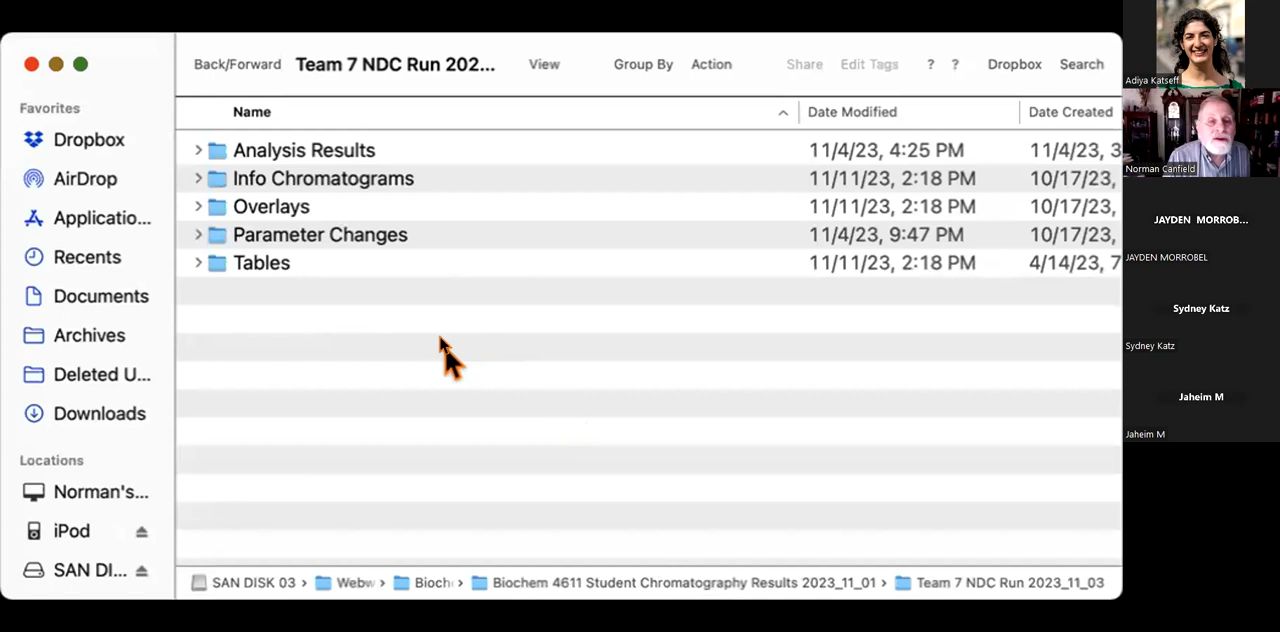 Back/Forward Team 7 NDC Run 202... View Group By Action Share Edit Tags ? ? Dropbox Search
Favorites
Dropbox
AirDrop
Applicatio...
Recents
Documents
Archives
Deleted U...
Downloads
Locations
Norman's...
iPod
SAN DI...
Name Date Modified Date Created
Analysis Results 11/4/23, 4:25 PM 11/4/23, 3
Info Chromatograms 11/11/23, 2:18 PM 10/17/23,
Overlays 11/11/23, 2:18 PM 10/17/23,
Parameter Changes 11/4/23, 9:47 PM 10/17/23,
Tables 11/11/23, 2:18 PM 4/14/23, 7
SAN DISK 03 › Webw › Bioch › Biochem 4611 Student Chromatography Results 2023_11_01 › Team 7 NDC Run 2023_11_03
Adiya Katseff
Norman Canfield
JAYDEN MORROB...
JAYDEN MORROBEL
Sydney Katz
Sydney Katz
Jaheim M
Jaheim M